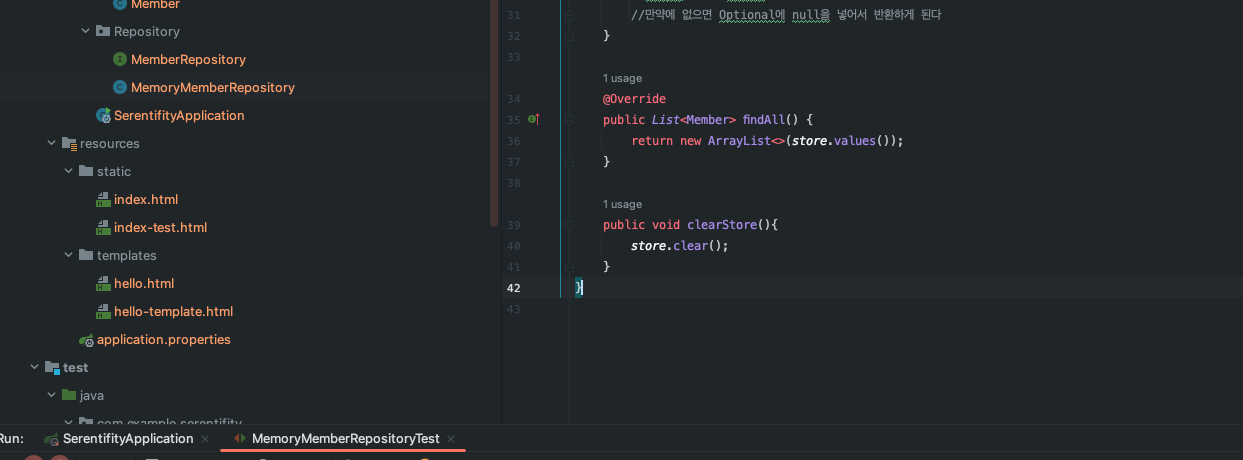 Member
Repository
MemberRepository
MemoryMemberRepository
SerentifityApplication
resources
static
index.html
index-test.html
templates
hello.html
hello-template.html
application.properties
test
java
com.example.serentifity
31 //만약에 없으면 Optional에 null을 넣어서 반환하게 된다
32 }
33
1 usage
34 @Override
35 public List<Member> findAll() {
36 return new ArrayList<>(store.values());
37 }
38
1 usage
39 public void clearStore(){
40 store.clear();
41 }
42 }
43
Run: SerentifityApplication × MemoryMemberRepositoryTest ×